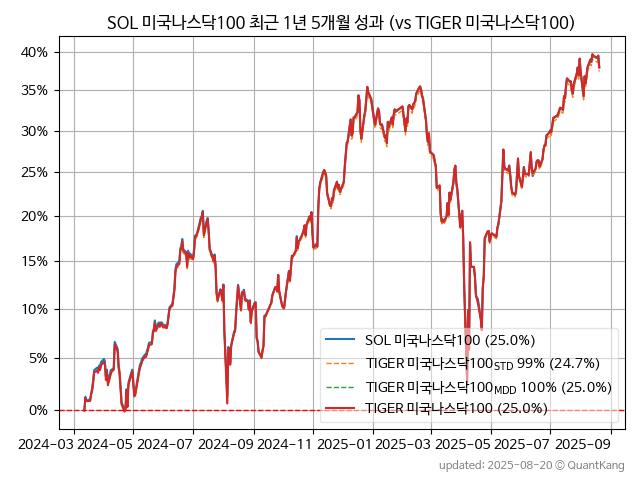 SOL 미국나스닥100 최근 1년 5개월 성과 (vs TIGER 미국나스닥100)
40%
35%
30%
25%
20%
15%
10%
5%
0%
SOL 미국나스닥100 (25.0%)
TIGER 미국나스닥100STD 99% (24.7%)
TIGER 미국나스닥100MDD 100% (25.0%)
TIGER 미국나스닥100 (25.0%)
2024-03 2024-05 2024-07 2024-09 2024-11 2025-01 2025-03 2025-05 2025-07 2025-09
updated: 2025-08-20 © QuantKang